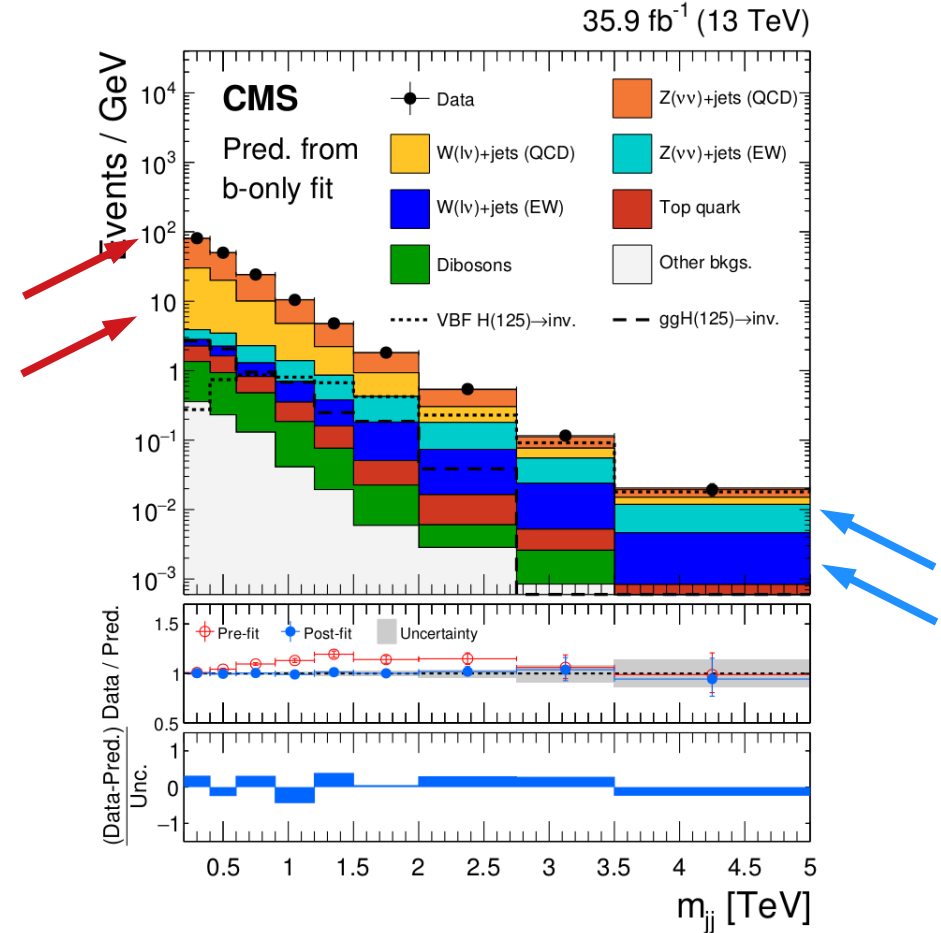 35.9 fb⁻¹ (13 TeV)
Events / GeV
10⁴
10³
10²
10
1
10⁻¹
10⁻²
10⁻³
CMS
Pred. from
b-only fit
Data
Z(νν)+jets (QCD)
W(lν)+jets (QCD)
Z(νν)+jets (EW)
W(lν)+jets (EW)
Top quark
Dibosons
Other bkgs.
VBF H(125)→inv.
ggH(125)→inv.
Data / Pred.
1.5
1
0.5
Pre-fit
Post-fit
Uncertainty
(Data-Pred.)
Unc.
1
0
−1
0.5 1 1.5 2 2.5 3 3.5 4 4.5 5
m_jj [TeV]